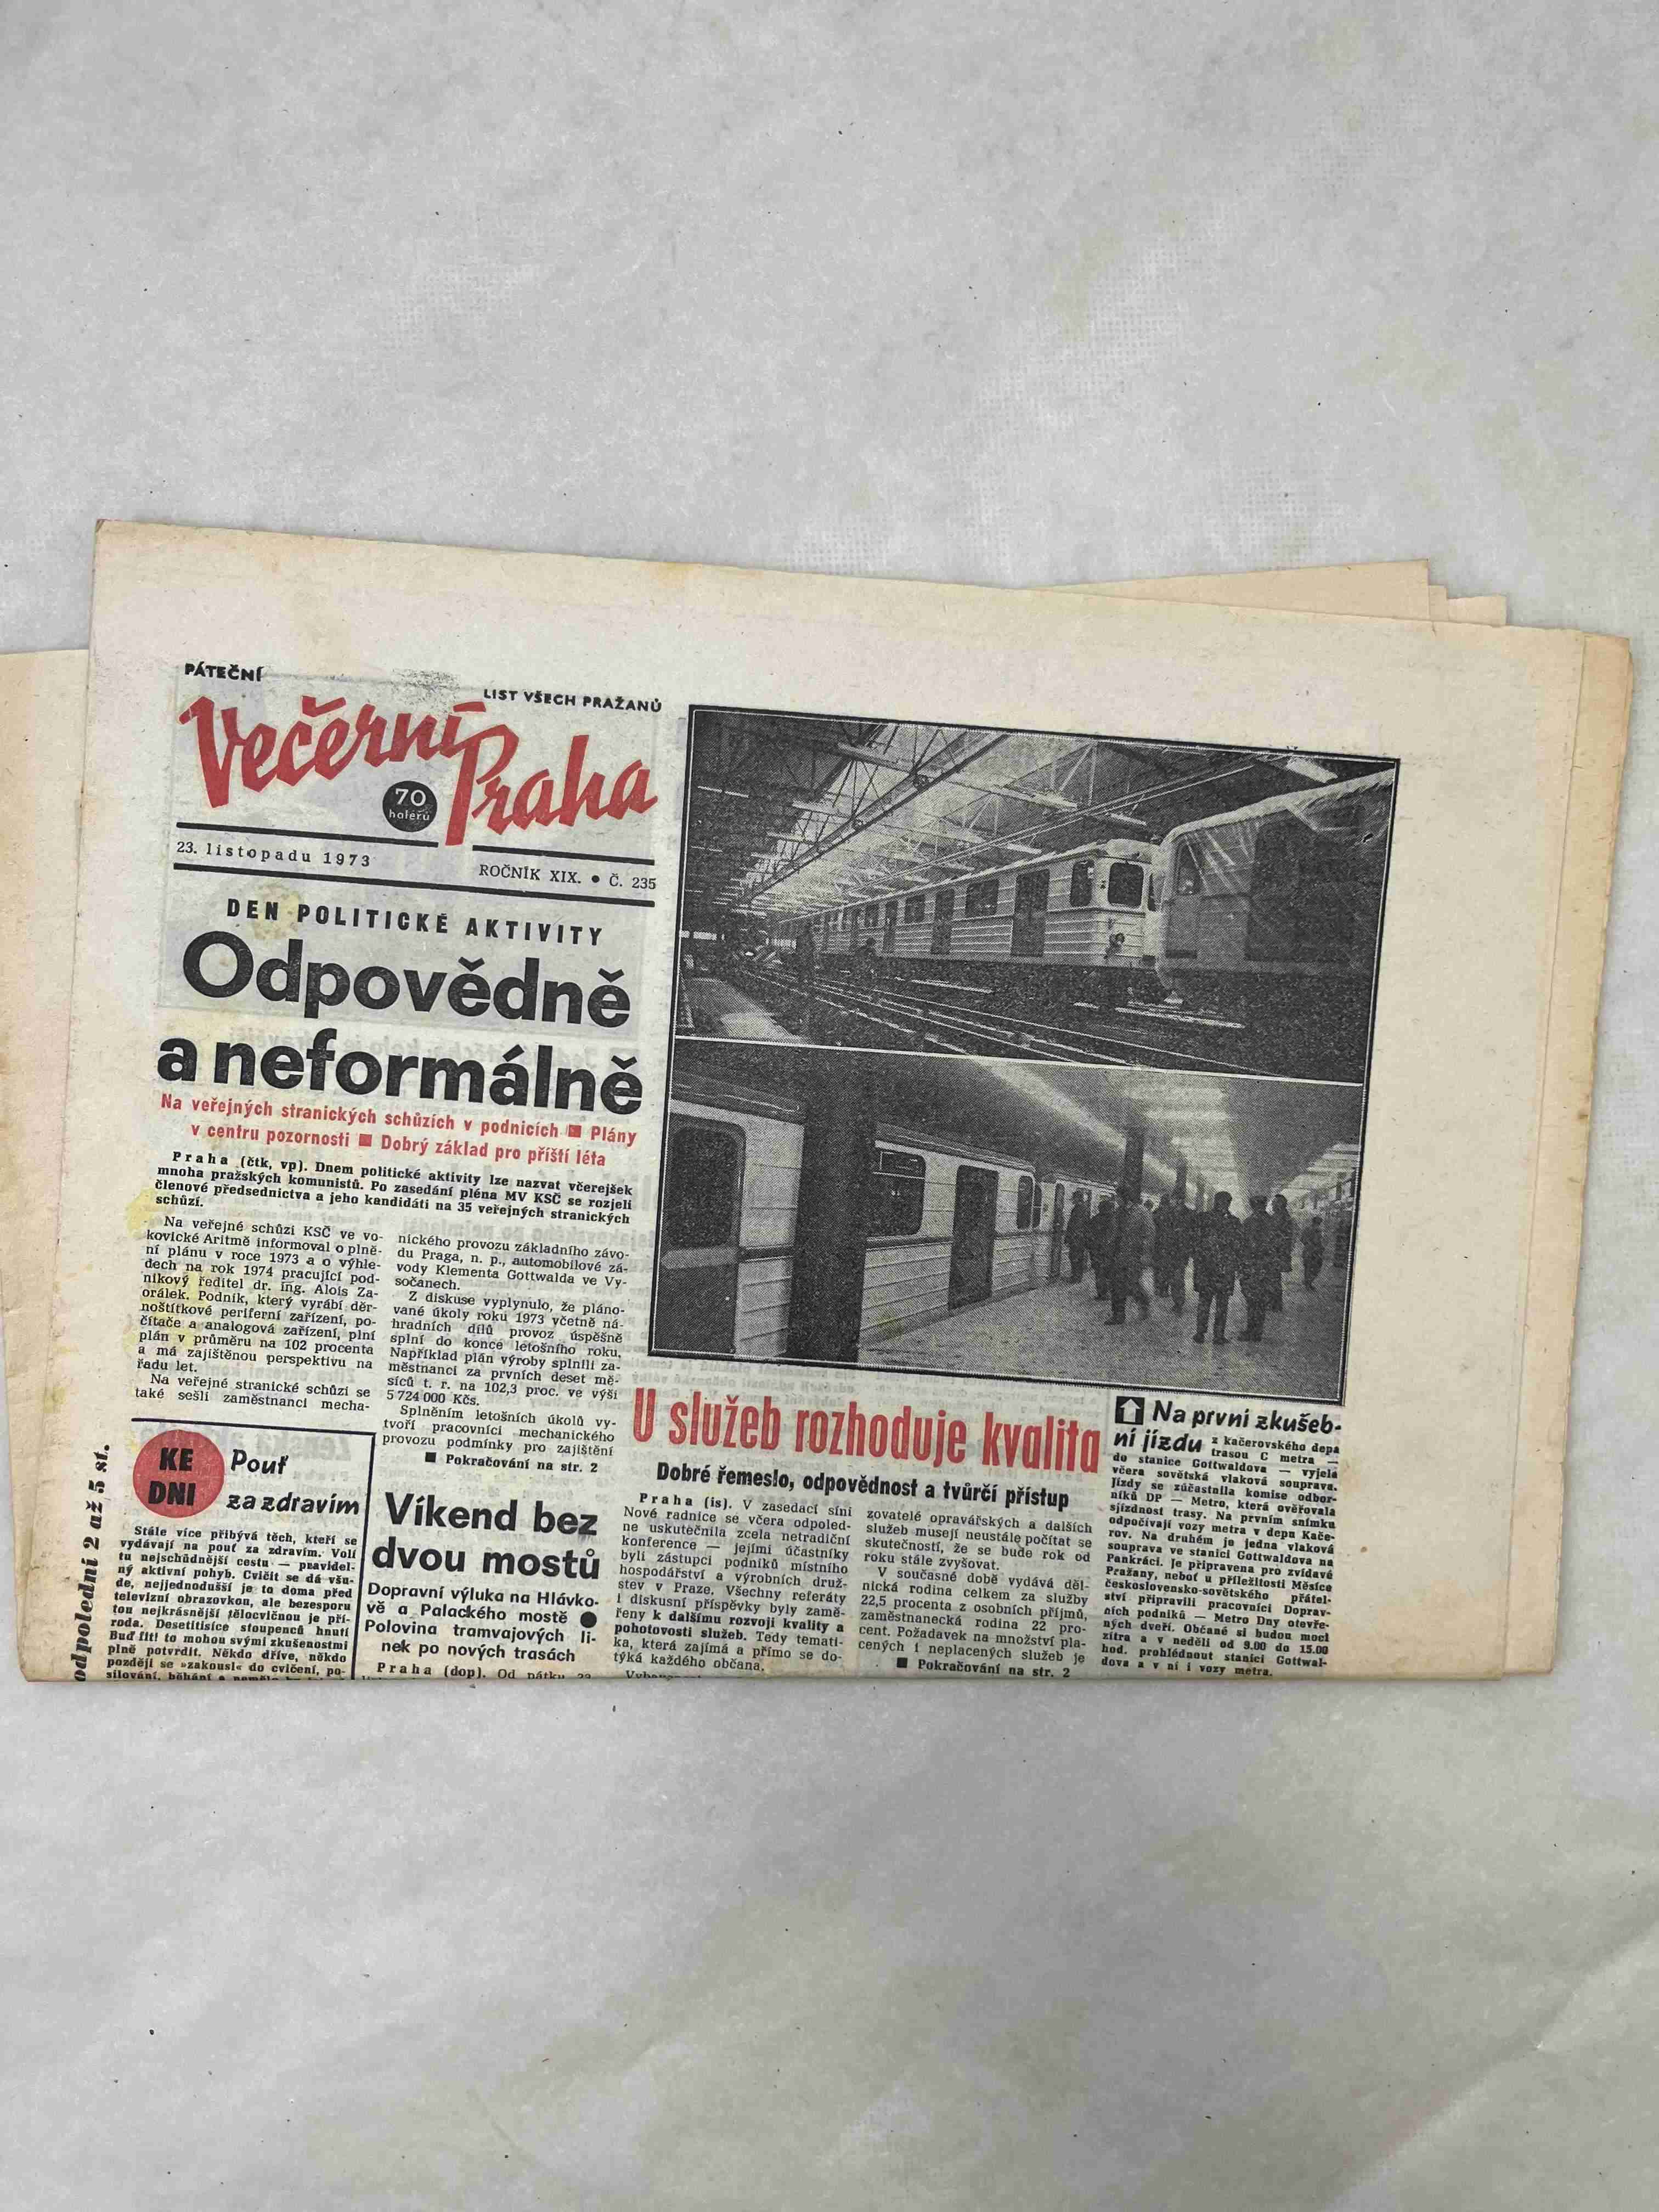 PÁTEČNÍ
LIST VŠECH PRAŽANŮ
Večerní
Praha
70
haléřů
23. listopadu 1973
ROČNÍK XIX. ● Č. 235
DEN POLITICKÉ AKTIVITY
Odpovědně
a neformálně
Na veřejných stranických schůzích v podnicích ■ Plány
v centru pozornosti ■ Dobrý základ pro příští léta
Praha (čtk, vp). Dnem politické aktivity lze nazvat včerejšek
mnoha pražských komunistů. Po zasedání pléna MV KSČ se rozjeli
členové předsednictva a jeho kandidáti na 35 veřejných stranických
schůzí.
Na veřejné schůzi KSČ ve vo-
kovické Aritmě informoval o plně-
ní plánu v roce 1973 a o výhle-
dech na rok 1974 pracující pod-
nikový ředitel dr. ing. Alois Za-
orálek. Podnik, který vyrábí děr-
noštítkové periferní zařízení, po-
čítače a analogová zařízení, plní
plán v průměru na 102 procenta
a má zajištěnou perspektivu na
řadu let.
Na veřejné stranické schůzi se
také sešli zaměstnanci mecha-
nického provozu základního závo-
du Praga, n. p., automobilové zá-
vody Klementa Gottwalda ve Vy-
sočanech.
Z diskuse vyplynulo, že pláno-
vané úkoly roku 1973 včetně ná-
hradních dílů provoz úspěšně
splní do konce letošního roku.
Například plán výroby splnili za-
městnanci za prvních deset mě-
síců t. r. na 102,3 proc. ve výši
5 724 000 Kčs.
Splněním letošních úkolů vy-
tvoří pracovníci mechanického
provozu podmínky pro zajištění
■ Pokračování na str. 2
odpolední 2 až 5 st.
KE
DNI
Pouť
za zdravím
Stále více přibývá těch, kteří se
vydávají na pouť za zdravím. Volí
tu nejschůdnější cestu — pravidel-
ný aktivní pohyb. Cvičit se dá všu-
de, nejjednodušší je to doma před
televizní obrazovkou, ale bezesporu
tou nejkrásnější tělocvičnou je pří-
roda. Desetitisíce stoupenců hnutí
Buď fit! to mohou svými zkušenostmi
plně potvrdit. Někdo dříve, někdo
později se »zakousl« do cvičení, po-
silování, běhání a
Víkend bez
dvou mostů
Dopravní výluka na Hlávko-
vě a Palackého mostě ●
Polovina tramvajových li-
nek po nových trasách
Praha (dop). Od pátku
U služeb rozhoduje kvalita
Dobré řemeslo, odpovědnost a tvůrčí přístup
Praha (is). V zasedací síni
Nové radnice se včera odpoled-
ne uskutečnila zcela netradiční
konference — jejími účastníky
byli zástupci podniků místního
hospodářství a výrobních druž-
stev v Praze. Všechny referáty
i diskusní příspěvky byly zamě-
řeny k dalšímu rozvoji kvality a
pohotovosti služeb. Tedy temati-
ka, která zajímá a přímo se do-
týká každého občana.
zovatelé opravářských a dalších
služeb musejí neustále počítat se
skutečností, že se bude rok od
roku stále zvyšovat.
V současné době vydává děl-
nická rodina celkem za služby
22,5 procenta z osobních příjmů,
zaměstnanecká rodina 22 pro-
cent. Požadavek na množství pla-
cených i neplacených služeb je
■ Pokračování na str. 2
Na první zkušeb-
ní jízdu z kačerovského depa
trasou C metra —
do stanice Gottwaldova — vyjela
včera sovětská vlaková souprava.
Jízdy se zúčastnila komise odbor-
níků DP — Metro, která ověřovala
sjízdnost trasy. Na prvním snímku
odpočívají vozy metra v depu Kače-
rov. Na druhém je jedna vlaková
souprava ve stanici Gottwaldova na
Pankráci. Je připravena pro zvídavé
Pražany, neboť u příležitosti Měsíce
československo-sovětského přátel-
ství připravili pracovníci Doprav-
ních podniků — Metro Dny otevře-
ných dveří. Občané si budou moci
zítra a v neděli od 9.00 do 15.00
hod. prohlédnout stanici Gottwal-
dova a v ní i vozy metra.